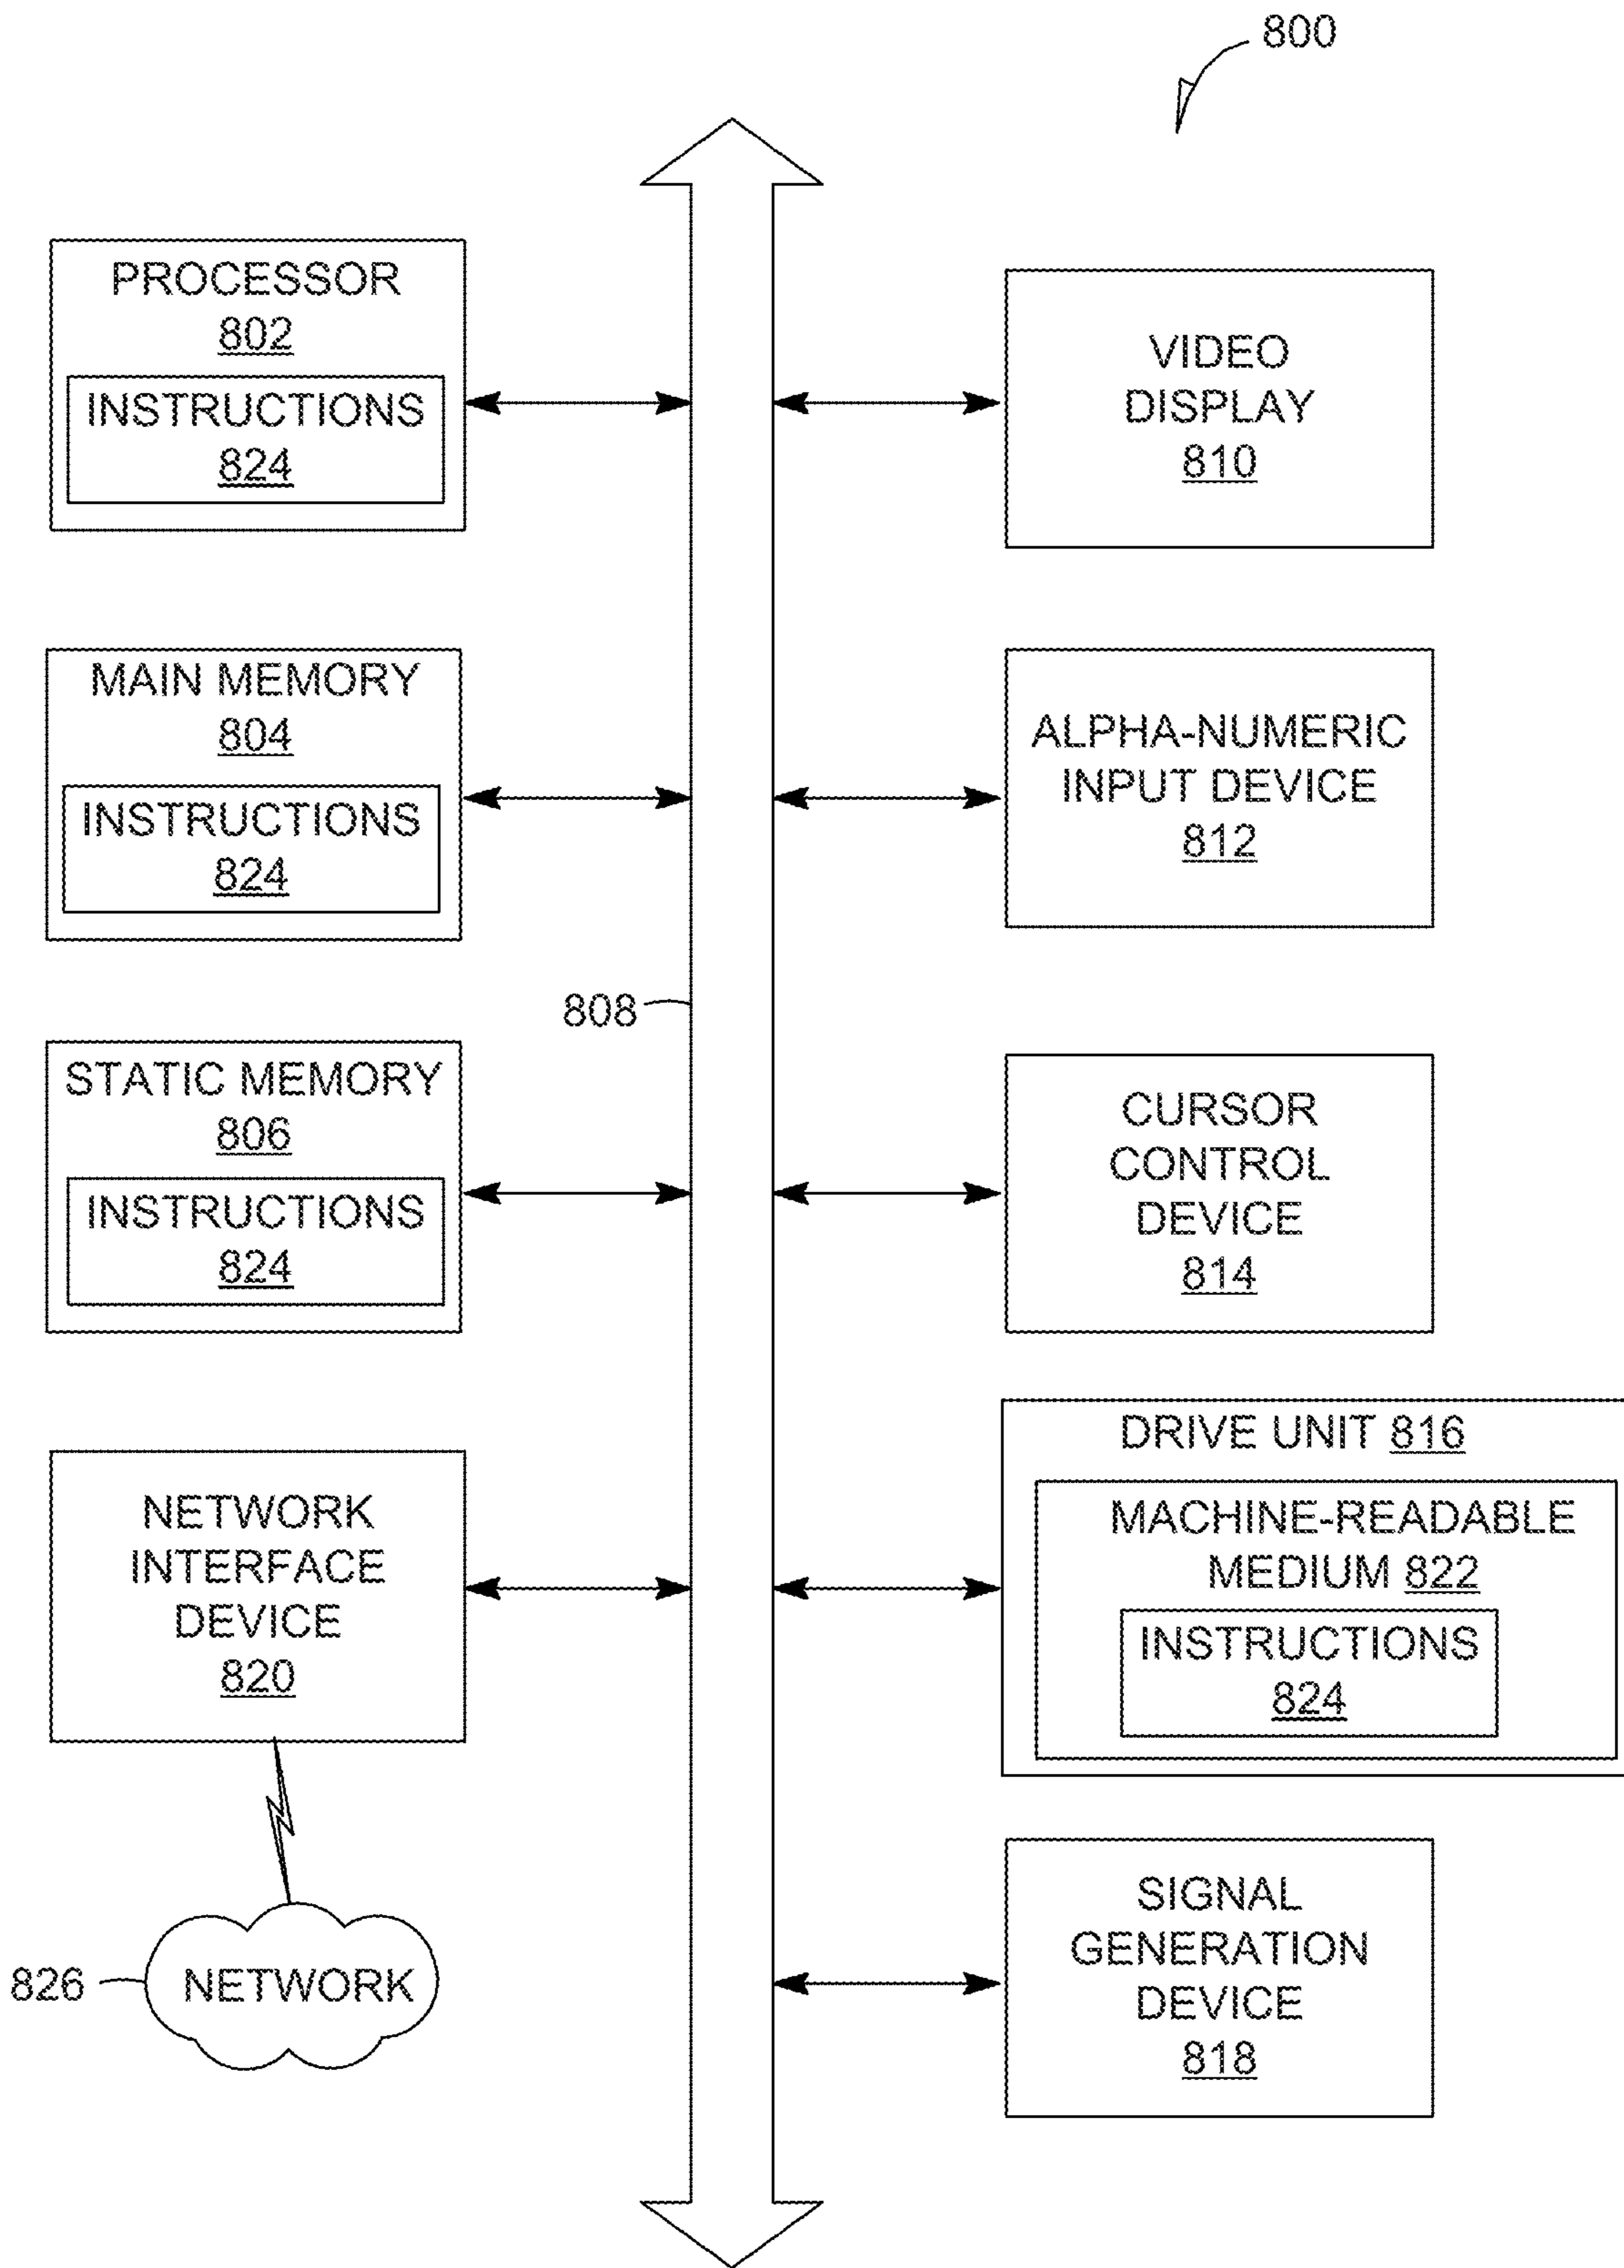 800
PROCESSOR
802
INSTRUCTIONS
824
MAIN MEMORY
804
INSTRUCTIONS
824
808
STATIC MEMORY
806
INSTRUCTIONS
824
NETWORK
INTERFACE
DEVICE
820
826
NETWORK
VIDEO
DISPLAY
810
ALPHA-NUMERIC
INPUT DEVICE
812
CURSOR
CONTROL
DEVICE
814
DRIVE UNIT 816
MACHINE-READABLE
MEDIUM 822
INSTRUCTIONS
824
SIGNAL
GENERATION
DEVICE
818